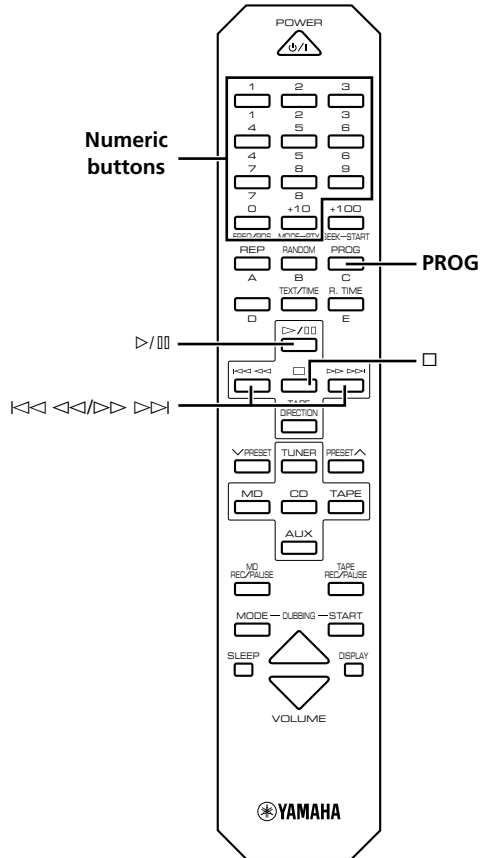 POWER
⏻/I
1 2 3
1 2 3
4 5 6
4 5 6
7 8 9
7 8
0 +10 +100
FREQ/RDS MODE—PTY SEEK—START
Numeric
buttons
REP RANDOM PROG
A B C
PROG
TEXT/TIME R. TIME
D E
▷/▯▯
▷/▯▯
|◁◁ ◁◁ □ ▷▷ ▷▷|
□
|◁◁ ◁◁/▷▷ ▷▷|
TAPE
DIRECTION
∨PRESET TUNER PRESET∧
MD CD TAPE
AUX
MD
REC/PAUSE
TAPE
REC/PAUSE
MODE — DUBBING — START
SLEEP DISPLAY
VOLUME
YAMAHA